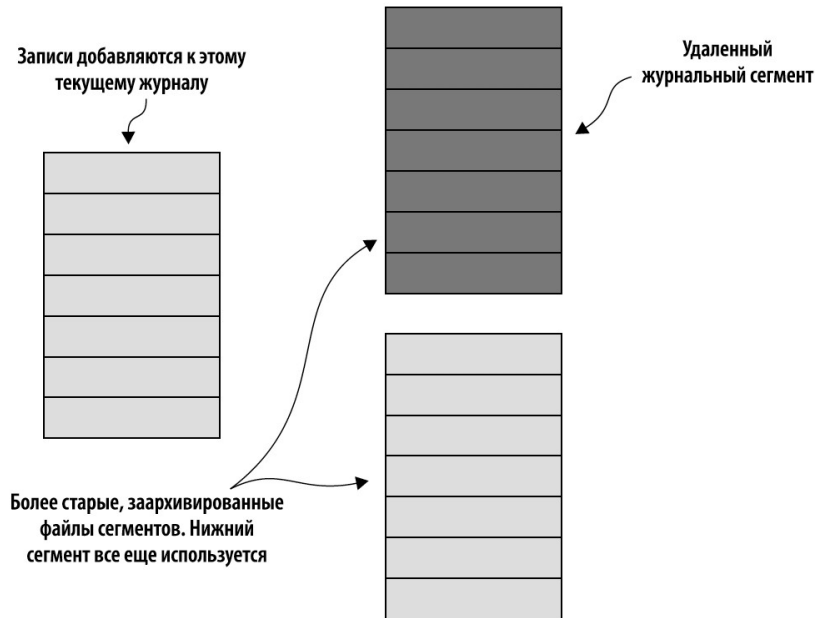 Записи добавляются к этому
текущему журналу
Удаленный
журнальный сегмент
Более старые, заархивированные
файлы сегментов. Нижний
сегмент все еще используется